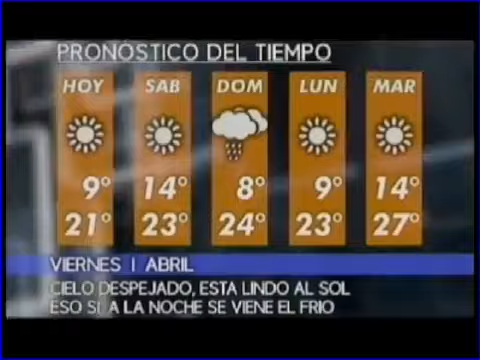 PRONÓSTICO DEL TIEMPO
HOY SAB DOM LUN MAR
9° 14° 8° 9° 14°
21° 23° 24° 23° 27°
VIERNES 1 ABRIL
CIELO DESPEJADO, ESTA LINDO AL SOL
ESO SI A LA NOCHE SE VIENE EL FRIO